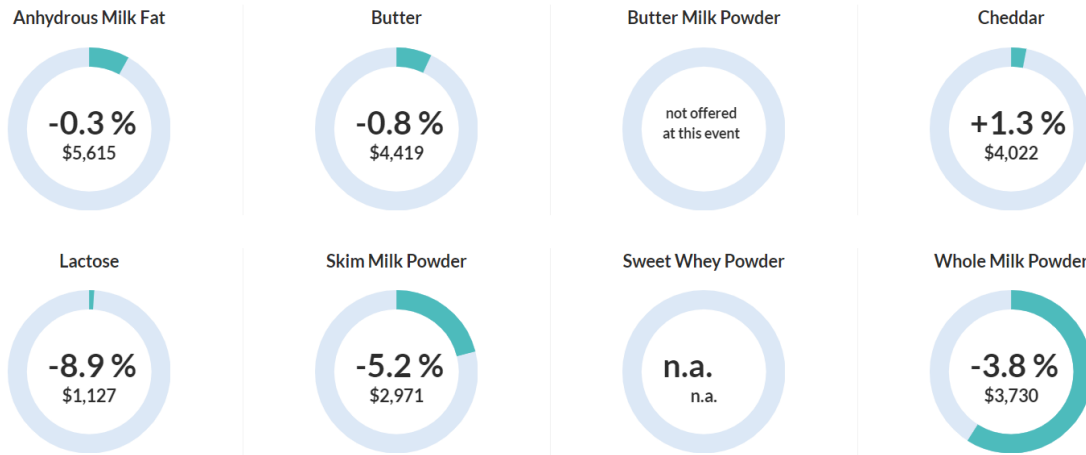 Anhydrous Milk Fat
Butter
Butter Milk Powder
Cheddar
-0.3 %
$5,615
-0.8 %
$4,419
not offered
at this event
+1.3 %
$4,022
Lactose
Skim Milk Powder
Sweet Whey Powder
Whole Milk Powder
-8.9 %
$1,127
-5.2 %
$2,971
n.a.
n.a.
-3.8 %
$3,730